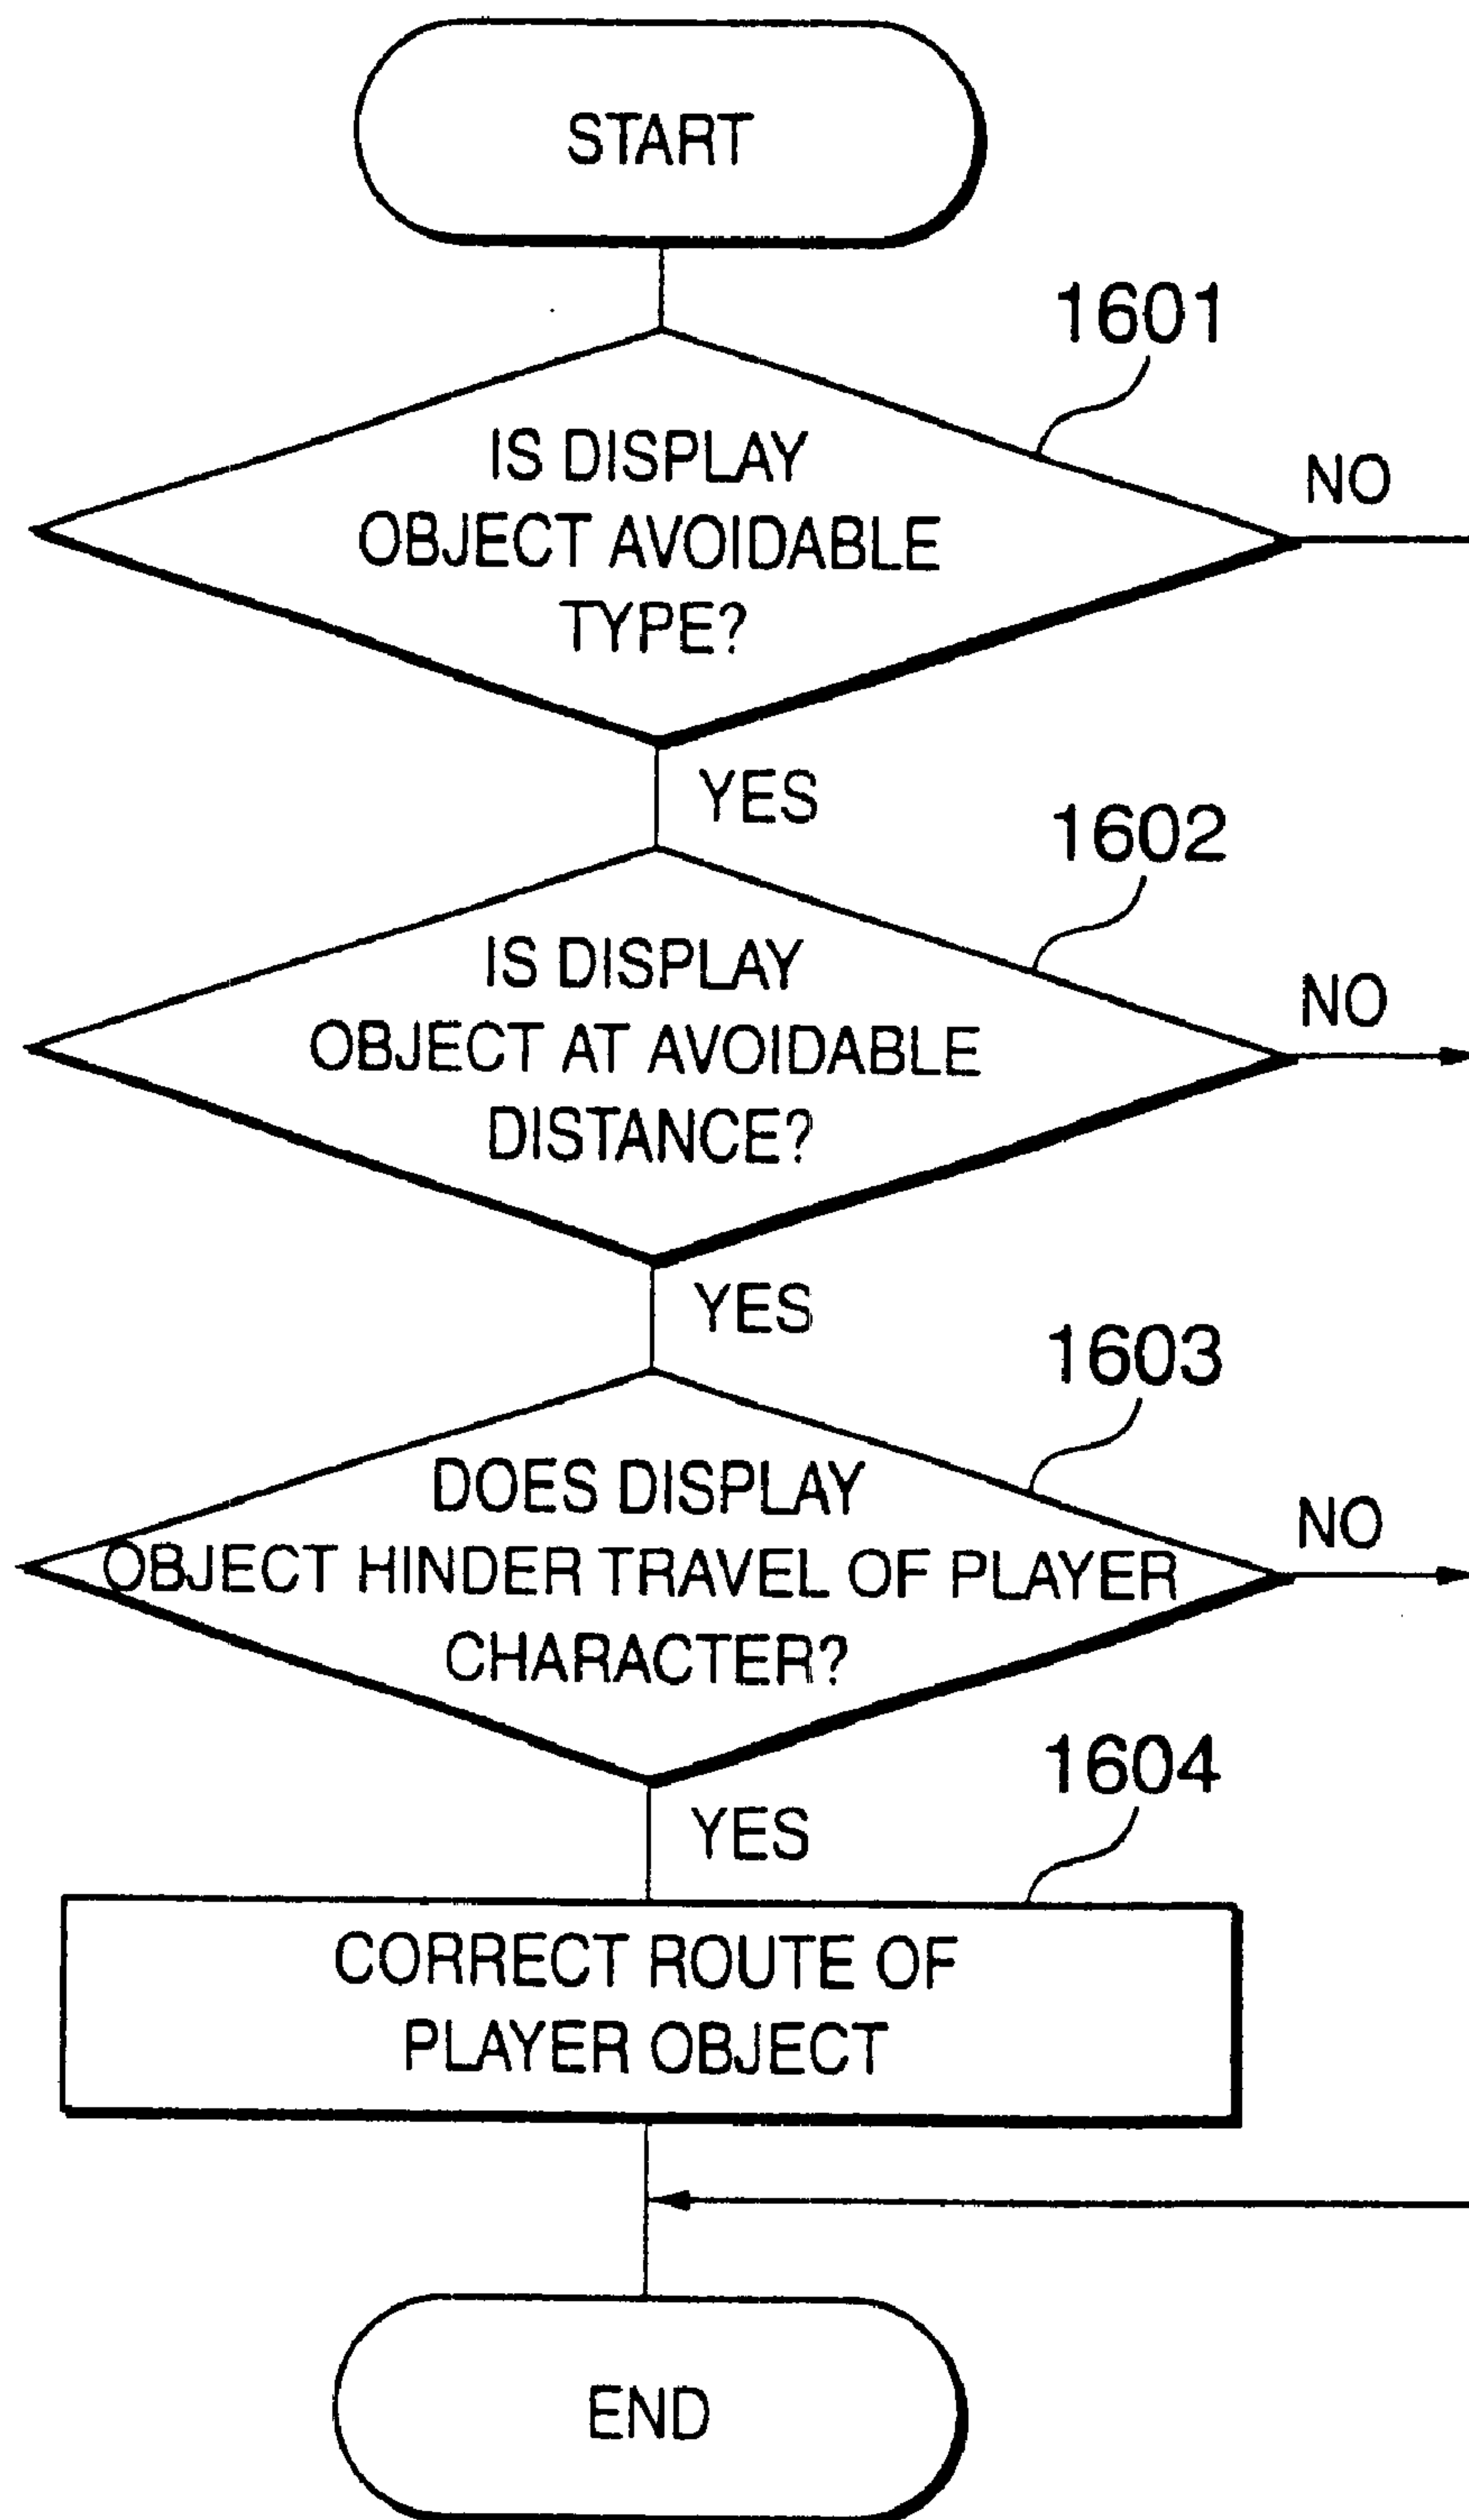 START
1601
IS DISPLAY
OBJECT AVOIDABLE
TYPE?
NO
YES
1602
IS DISPLAY
OBJECT AT AVOIDABLE
DISTANCE?
NO
YES
1603
DOES DISPLAY
OBJECT HINDER TRAVEL OF PLAYER
CHARACTER?
NO
YES
1604
CORRECT ROUTE OF
PLAYER OBJECT
END